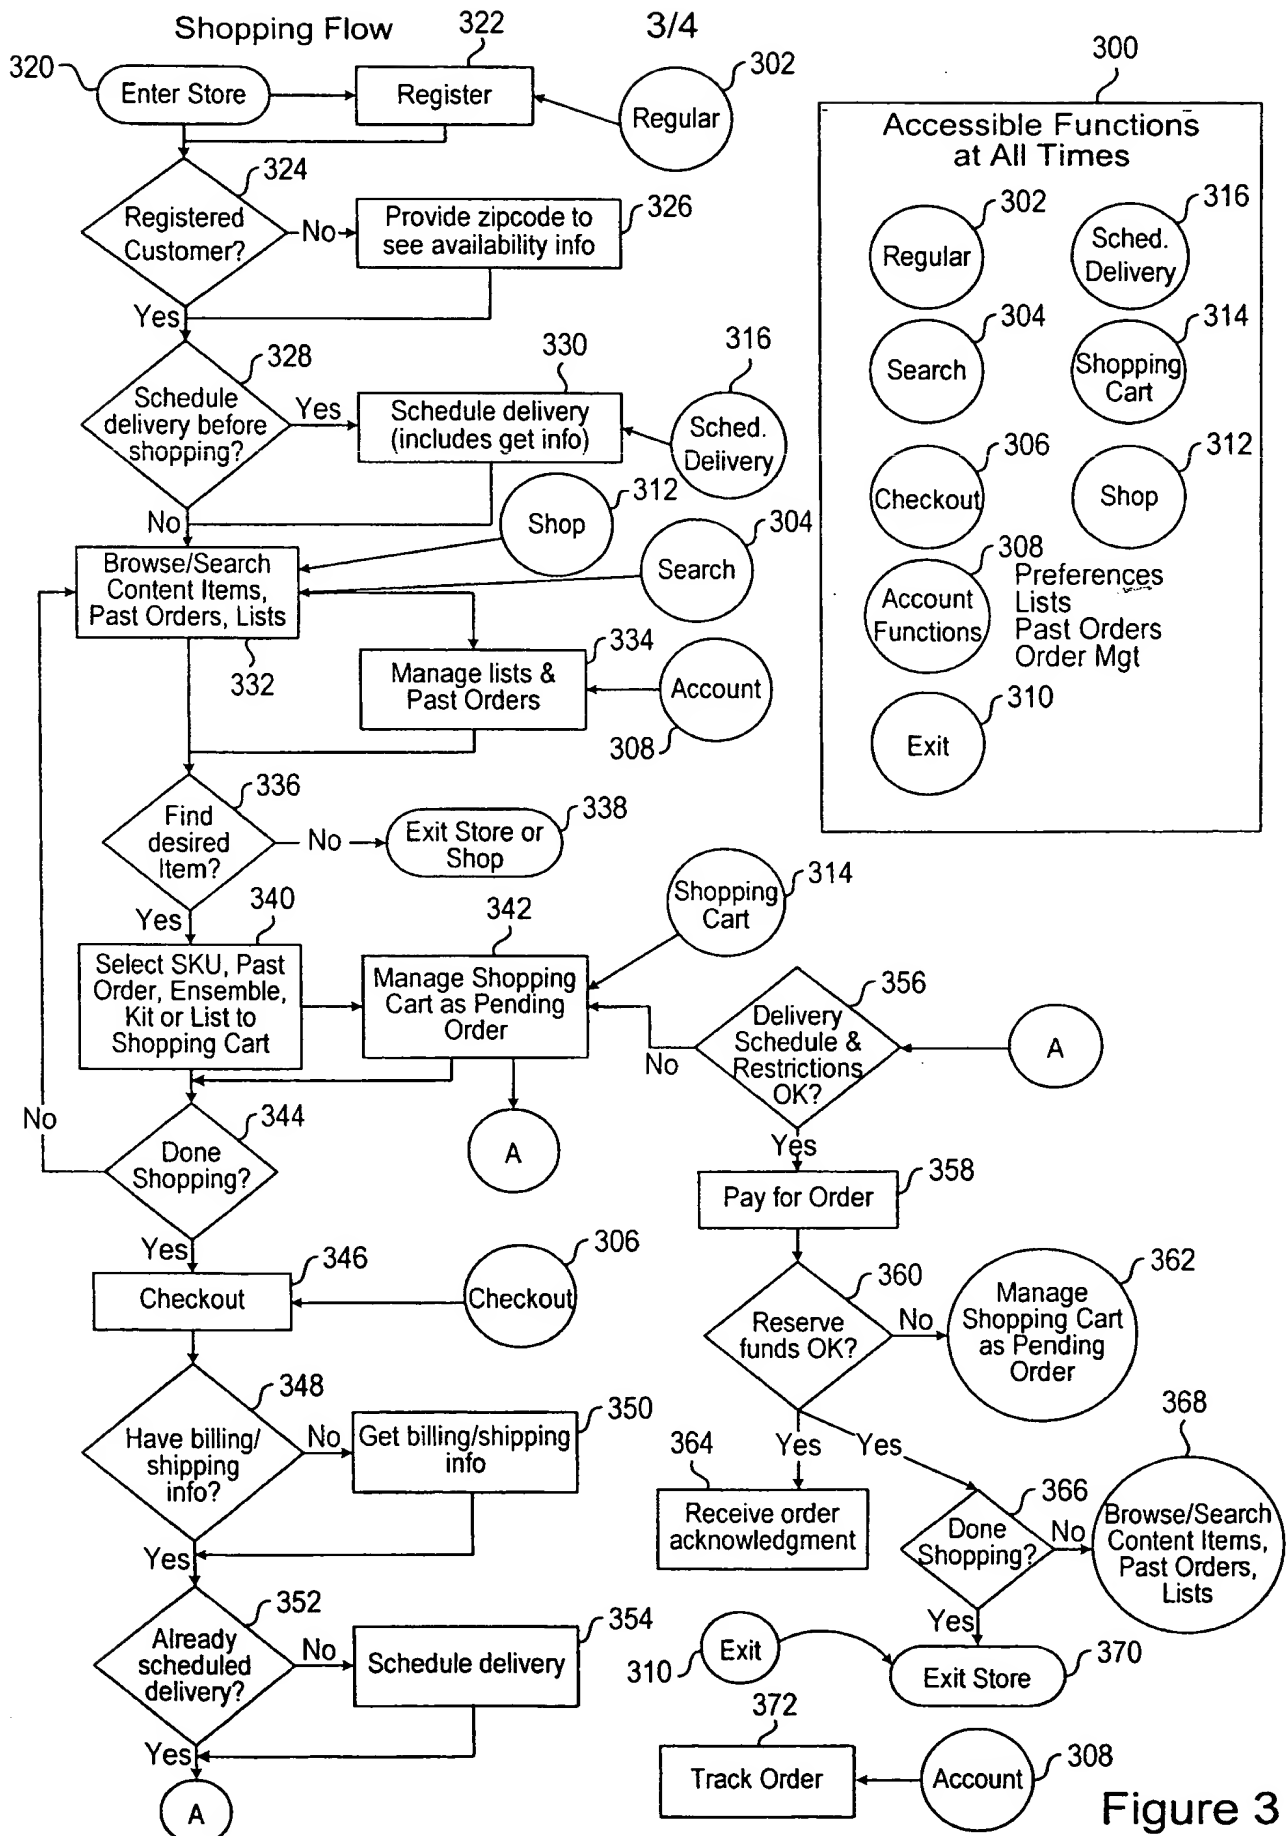 Shopping Flow
3/4
320
Enter Store
322
Register
302
Regular
324
Registered
Customer?
No
326
Provide zipcode to
see availability info
Yes
328
Schedule
delivery before
shopping?
Yes
330
Schedule delivery
(includes get info)
316
Sched.
Delivery
No
312
Shop
304
Search
Browse/Search
Content Items,
Past Orders, Lists
332
334
Manage lists &
Past Orders
Account
308
336
Find
desired
Item?
No
338
Exit Store or
Shop
Yes
340
Select SKU, Past
Order, Ensemble,
Kit or List to
Shopping Cart
342
Manage Shopping
Cart as Pending
Order
Shopping
Cart
314
A
No
344
Done
Shopping?
Yes
346
Checkout
306
Checkout
348
Have billing/
shipping
info?
No
350
Get billing/shipping
info
Yes
352
Already
scheduled
delivery?
No
354
Schedule delivery
Yes
A
300
Accessible Functions
at All Times
302
Regular
316
Sched.
Delivery
304
Search
314
Shopping
Cart
306
Checkout
312
Shop
308
Account
Functions
Preferences
Lists
Past Orders
Order Mgt
310
Exit
356
Delivery
Schedule &
Restrictions
OK?
No
A
Yes
358
Pay for Order
360
Reserve
funds OK?
No
362
Manage
Shopping Cart
as Pending
Order
Yes
Yes
364
Receive order
acknowledgment
366
Done
Shopping?
No
368
Browse/Search
Content Items,
Past Orders,
Lists
Yes
310
Exit
370
Exit Store
372
Track Order
Account
308
Figure 3